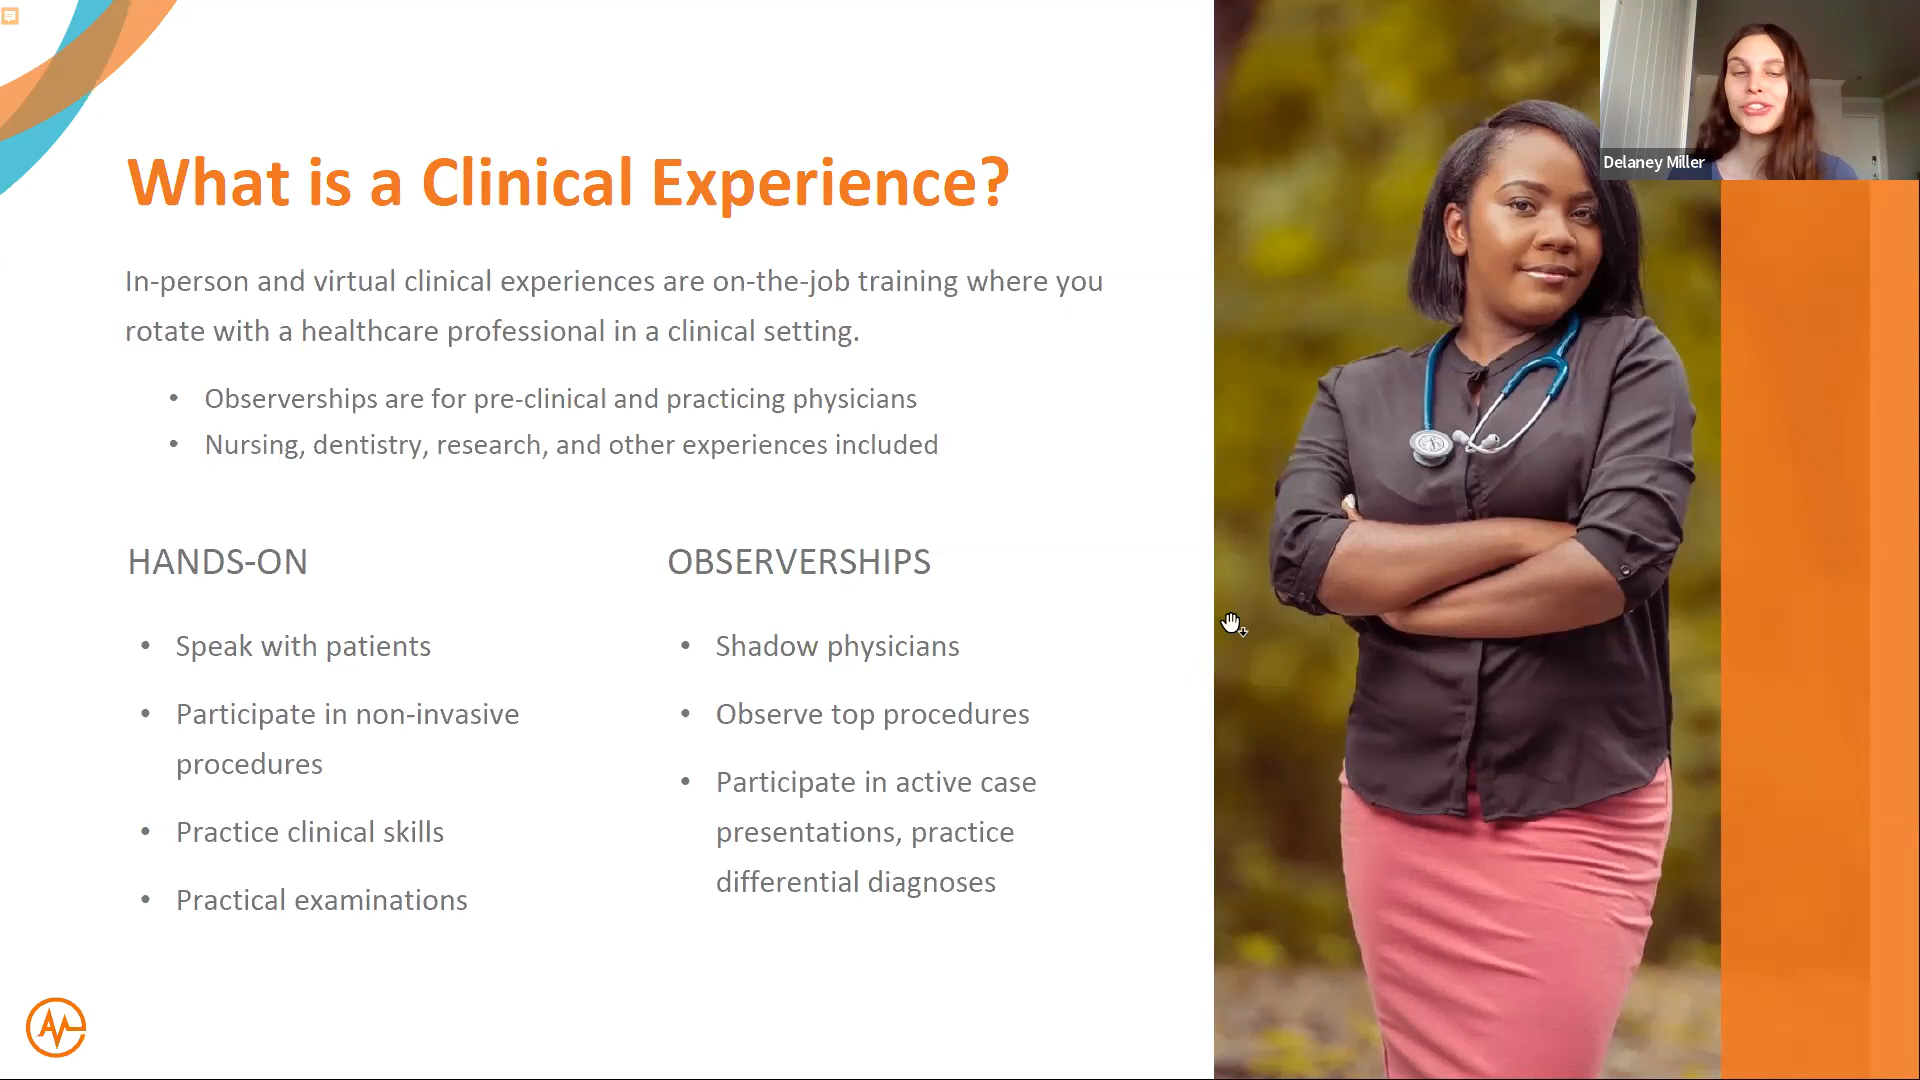 What is a Clinical Experience?
In-person and virtual clinical experiences are on-the-job training where you
rotate with a healthcare professional in a clinical setting.
• Observerships are for pre-clinical and practicing physicians
• Nursing, dentistry, research, and other experiences included
HANDS-ON
• Speak with patients
• Participate in non-invasive
procedures
• Practice clinical skills
• Practical examinations
OBSERVERSHIPS
• Shadow physicians
• Observe top procedures
• Participate in active case
presentations, practice
differential diagnoses
Delaney Miller